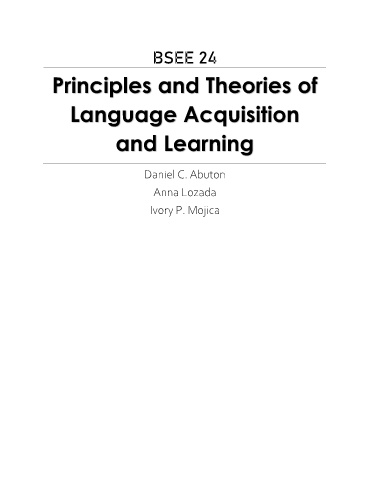 BSEE 24
Principles and Theories of
Language Acquisition
and Learning
Daniel C. Abuton
Anna Lozada
Ivory P. Mojica